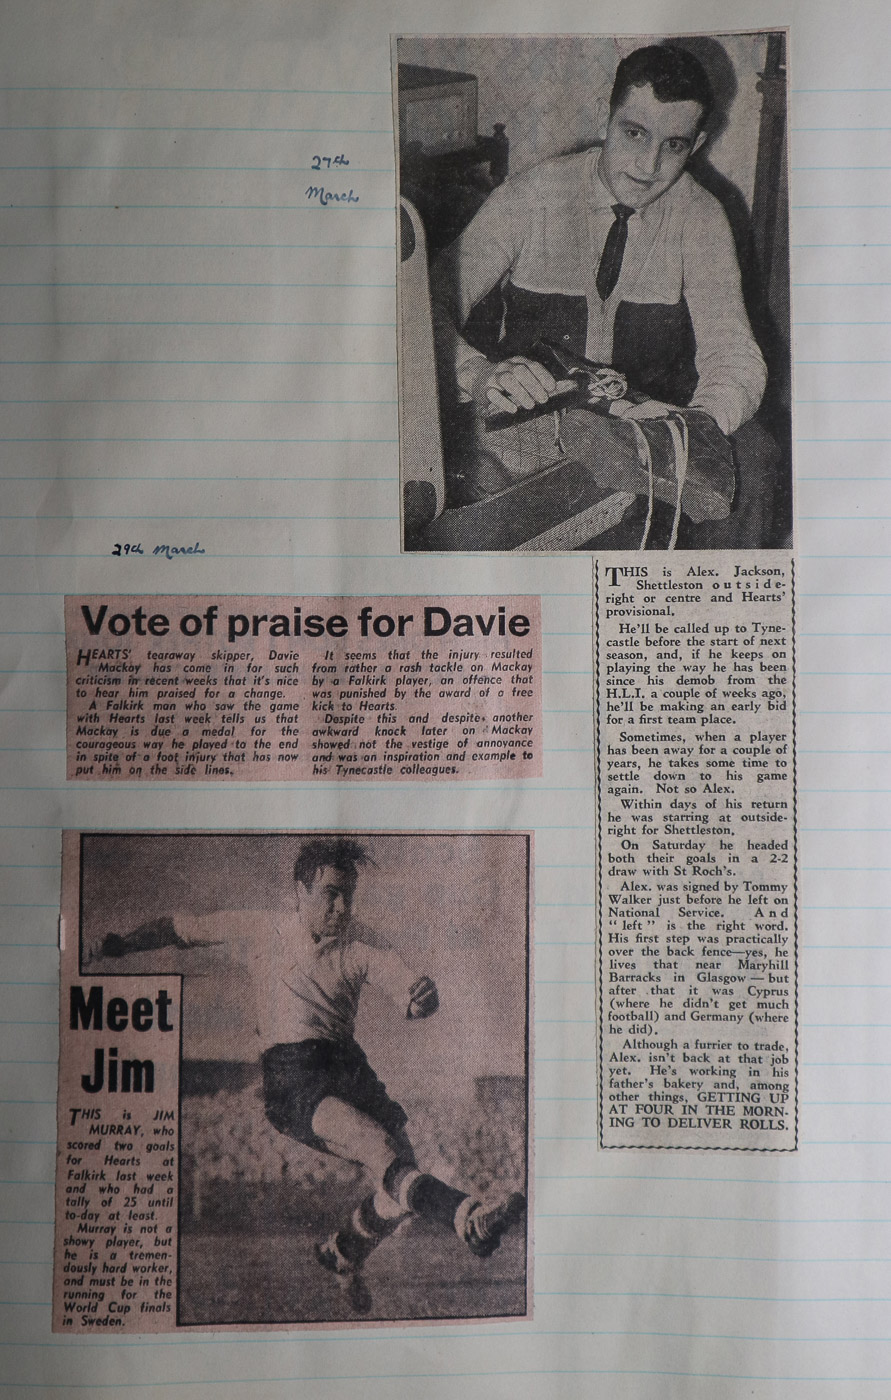 27th
March
THIS is Alex. Jackson,
Shettleston outside-
right or centre and Hearts'
provisional.
He'll be called up to Tyne-
castle before the start of next
season, and, if he keeps on
playing the way he has been
since his demob from the
H.L.I. a couple of weeks ago,
he'll be making an early bid
for a first team place.
Sometimes, when a player
has been away for a couple of
years, he takes some time to
settle down to his game
again. Not so Alex.
Within days of his return
he was starring at outside-
right for Shettleston.
On Saturday he headed
both their goals in a 2-2
draw with St Roch's.
Alex. was signed by Tommy
Walker just before he left on
National Service. And
"left" is the right word.
His first step was practically
over the back fence—yes, he
lives that near Maryhill
Barracks in Glasgow—but
after that it was Cyprus
(where he didn't get much
football) and Germany (where
he did).
Although a furrier to trade,
Alex. isn't back at that job
yet. He's working in his
father's bakery and, among
other things, GETTING UP
AT FOUR IN THE MORN-
ING TO DELIVER ROLLS.
29th March
Vote of praise for Davie
HEARTS' tearaway skipper, Davie
Mackay has come in for such
criticism in recent weeks that it's nice
to hear him praised for a change.
A Falkirk man who saw the game
with Hearts last week tells us that
Mackay is due a medal for the
courageous way he played to the end
in spite of a foot injury that has now
put him on the side lines.
It seems that the injury resulted
from rather a rash tackle on Mackay
by a Falkirk player, an offence that
was punished by the award of a free
kick to Hearts.
Despite this and despite another
awkward knock later on Mackay
showed not the vestige of annoyance
and was an inspiration and example to
his Tynecastle colleagues.
Meet
Jim
THIS is JIM
MURRAY, who
scored two goals
for Hearts at
Falkirk last week
and who had a
tally of 25 until
to-day at least.
Murray is not a
showy player, but
he is a tremen-
dously hard worker,
and must be in the
running for the
World Cup finals
in Sweden.